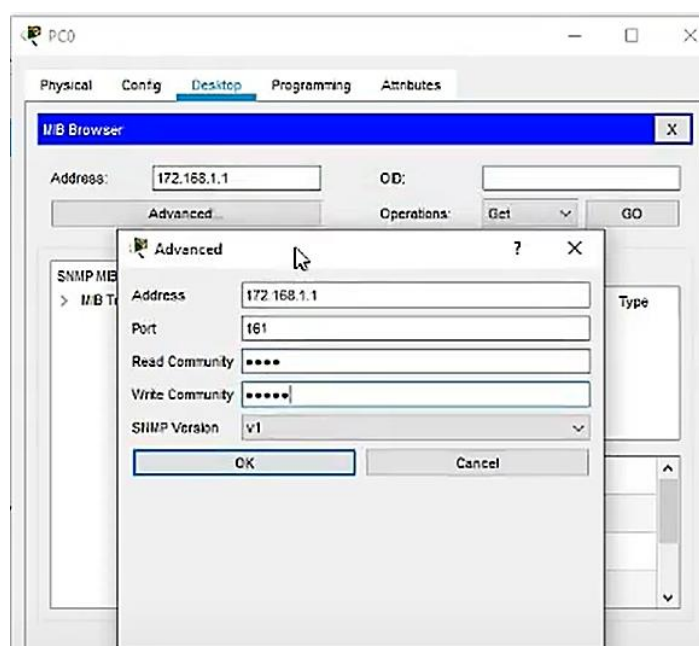 PC0
Physical Config Desktop Programming Attributes
MIB Browser X
Address: 172.168.1.1 OID:
Advanced... Operations: Get GO
Advanced ?
SNMP MIB
MIB T
Type
Address 172.168.1.1
Port 161
Read Community ••••
Write Community •••••
SNMP Version v1
OK Cancel